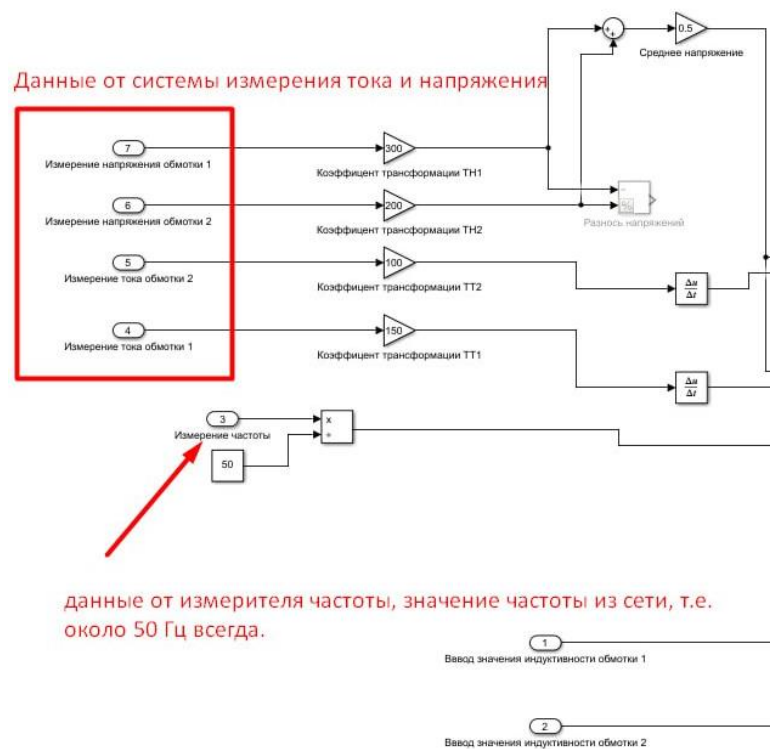 0.5
Среднее напряжение
Данные от системы измерения тока и напряжения
7
Измерение напряжения обмотки 1
300
Коэффицент трансформации ТН1
6
Измерение напряжения обмотки 2
200
Коэффицент трансформации ТН2
Разнось напряжений
5
Измерение тока обмотки 2
100
Коэффицент трансформации ТТ2
Δu
Δt
4
Измерение тока обмотки 1
150
Коэффицент трансформации ТТ1
Δu
Δt
3
Измерение частоты
x
÷
50
данные от измерителя частоты, значение частоты из сети, т.е.
около 50 Гц всегда.
1
Ввод значения индуктивности обмотки 1
2
Ввод значения индуктивности обмотки 2